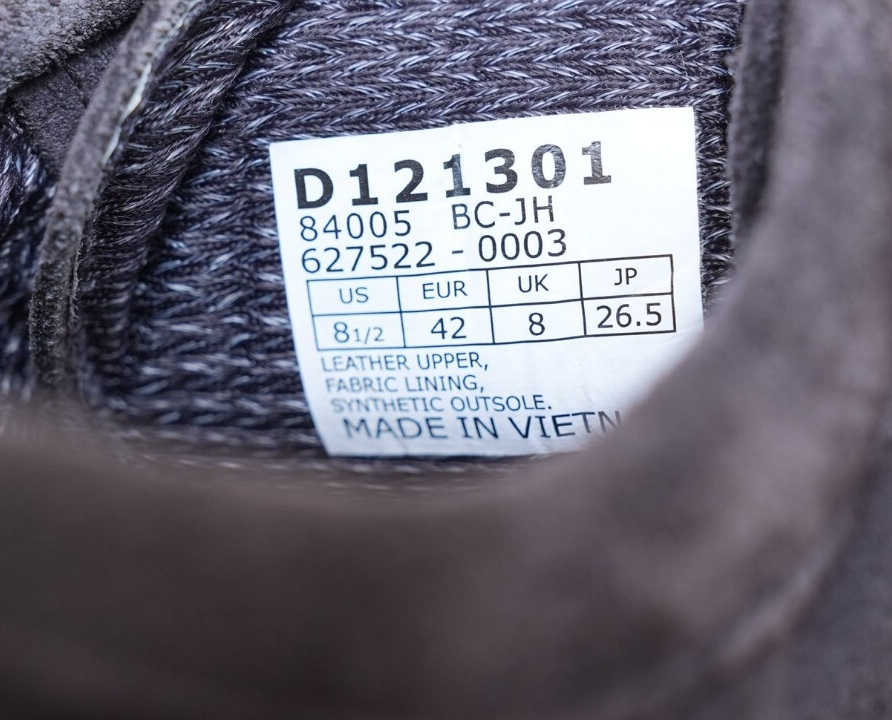 D121301
84005 BC-JH
627522 - 0003
US EUR UK JP
8 1/2 42 8 26.5
LEATHER UPPER,
FABRIC LINING,
SYNTHETIC OUTSOLE.
MADE IN VIETN